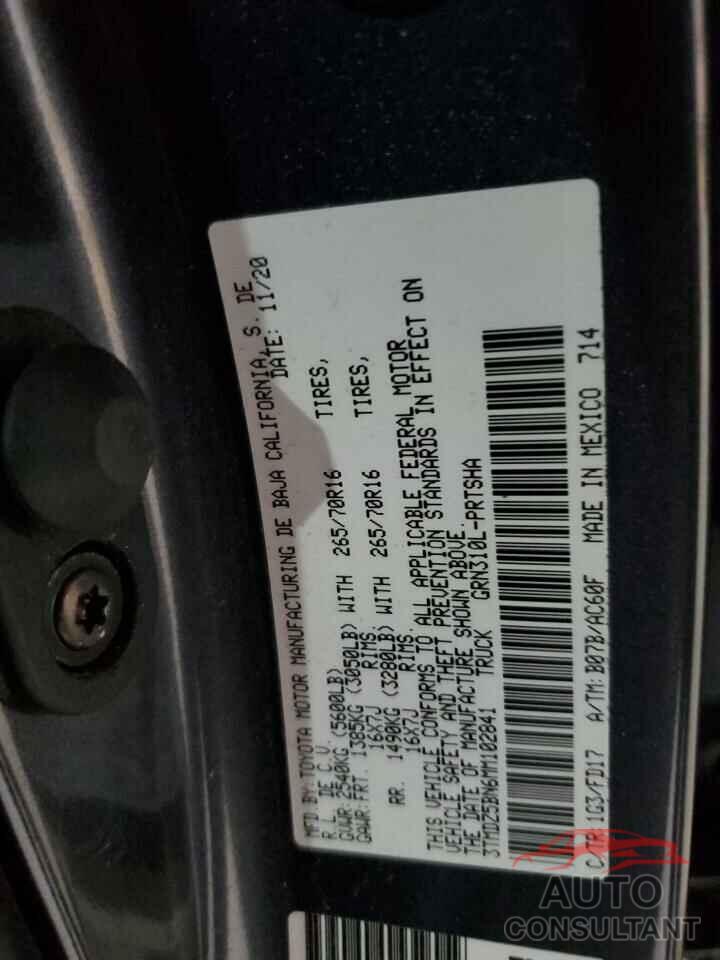 MFD BY: TOYOTA MOTOR MANUFACTURING DE BAJA CALIFORNIA, S. DE
R. L. DE C.V. DATE: 11/20
GVWR: 2540KG (5600LB)
GAWR: FRT. 1385KG (3050LB) WITH 265/70R16 TIRES,
16X7J RIMS.
RR. 1490KG (3280LB) WITH 265/70R16 TIRES,
16X7J RIMS.
THIS VEHICLE CONFORMS TO ALL APPLICABLE FEDERAL MOTOR
VEHICLE SAFETY AND THEFT PREVENTION STANDARDS IN EFFECT ON
THE DATE OF MANUFACTURE SHOWN ABOVE.
3TMDZ5BN6MM102841 TRUCK GRN310L-PRTSHA
C/TR 1G3/FD17 A/TM: B07B/AC60F MADE IN MEXICO 714
AUTO
CONSULTANT